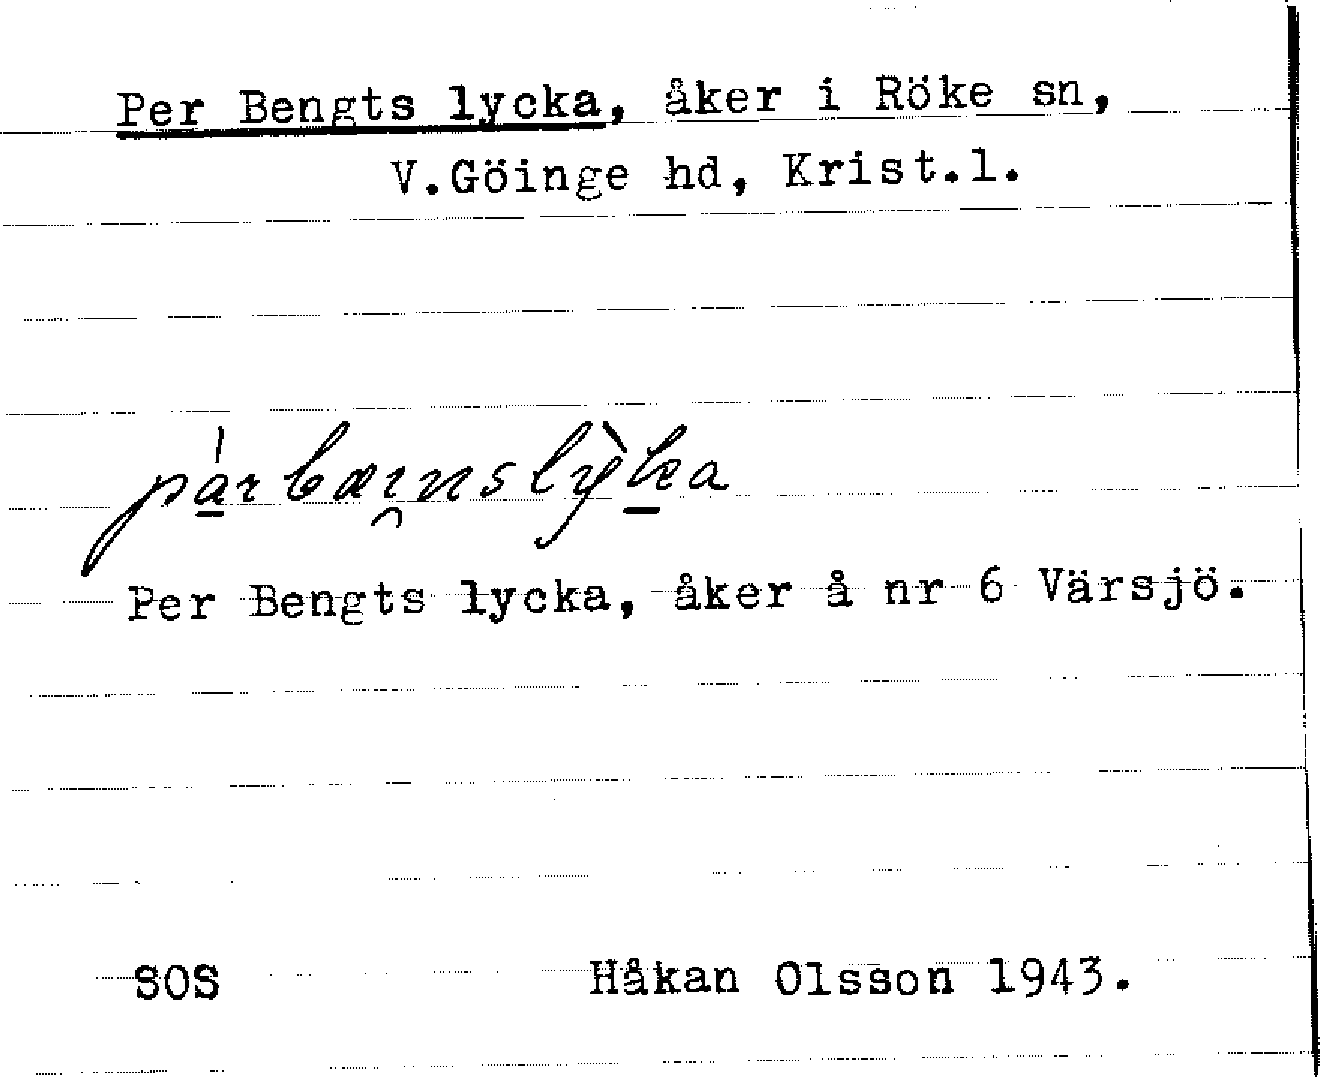 Per Bengts lycka, åker i Röke sn,
V.Göinge hd, Krist.l.
Per Bengts lycka, åker å nr 6 Värsjö.
SOS Håkan Olsson 1943.